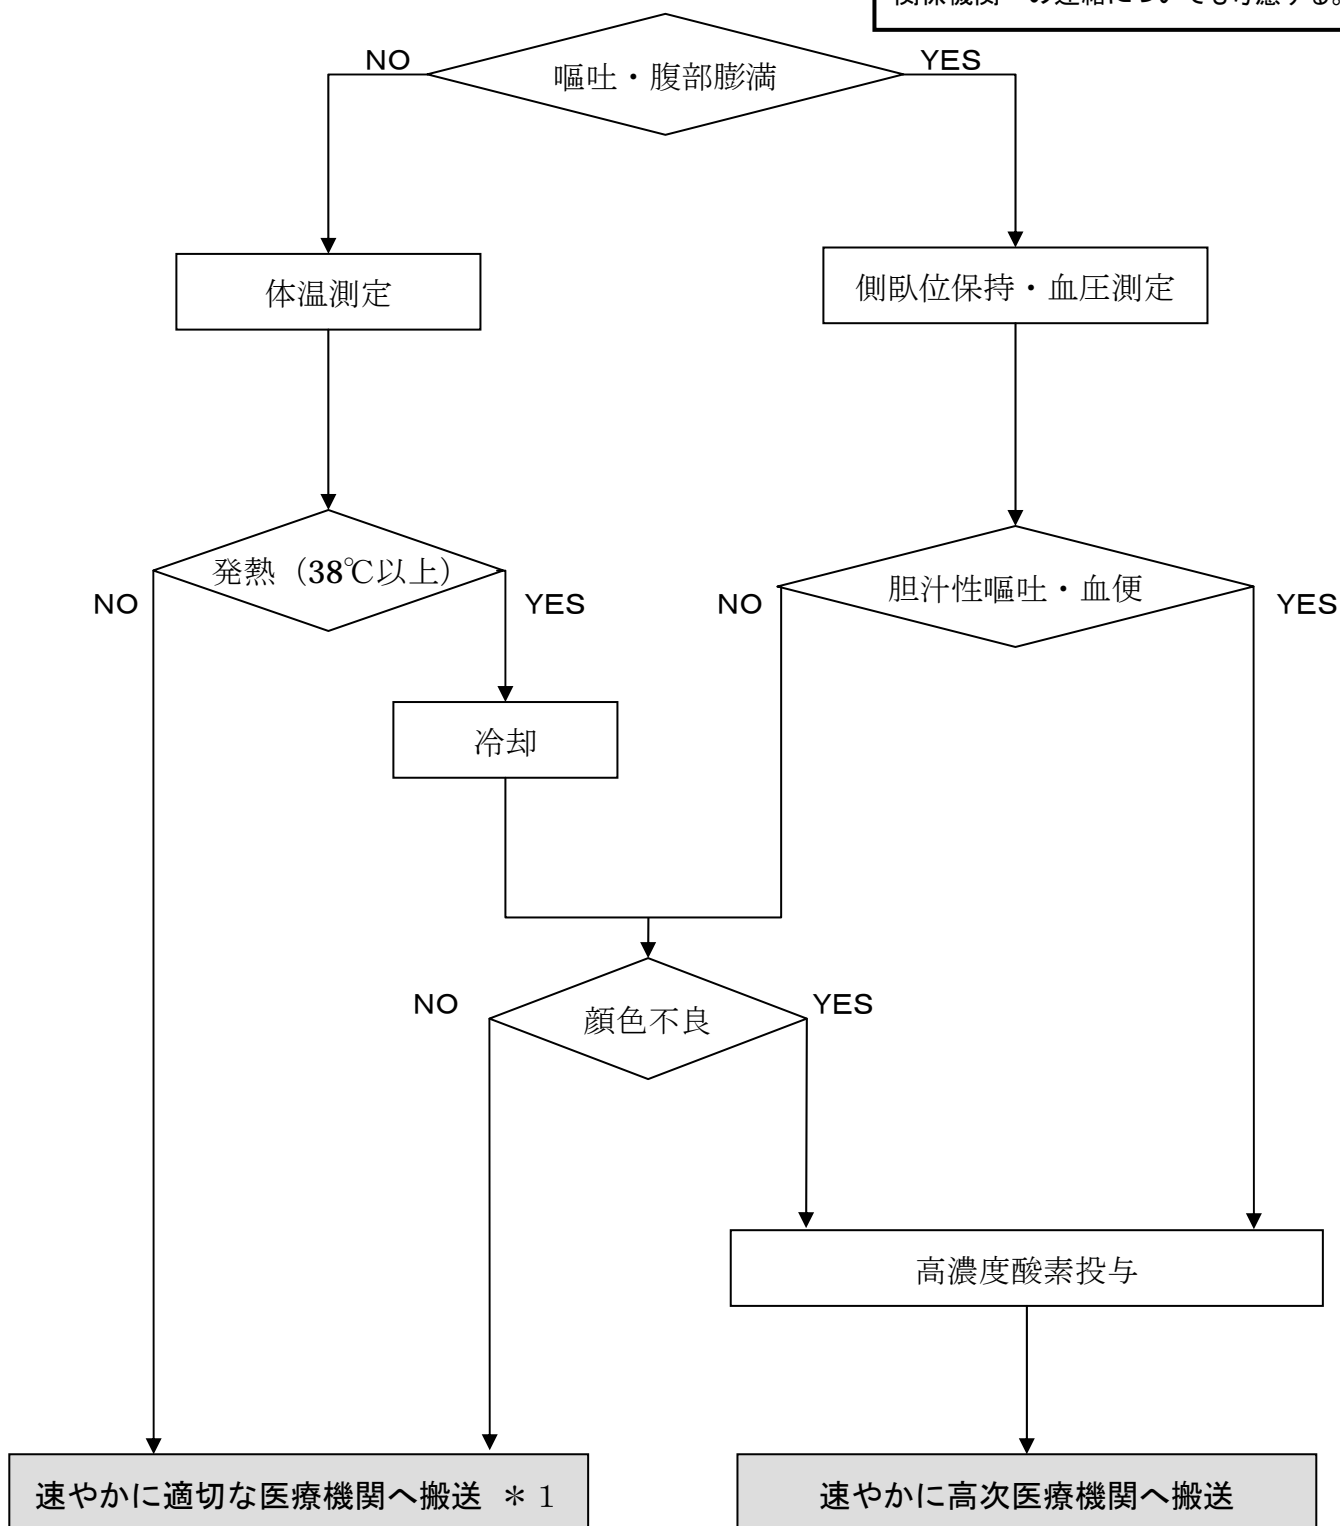 関係機関への連絡についても考慮する。
NO
YES
嘔吐・腹部膨満
体温測定
側臥位保持・血圧測定
発熱（38℃以上）
NO
YES
胆汁性嘔吐・血便
NO
YES
冷却
顔色不良
NO
YES
高濃度酸素投与
速やかに適切な医療機関へ搬送 ＊１
速やかに高次医療機関へ搬送